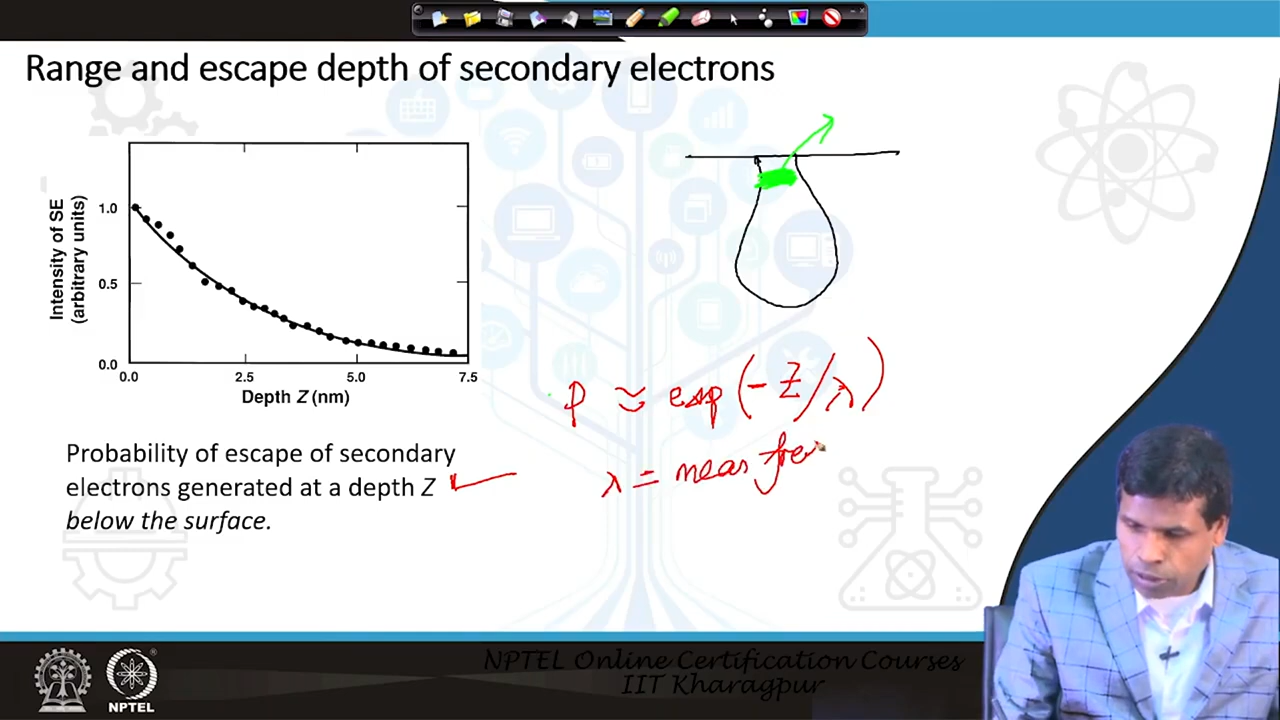 Range and escape depth of secondary electrons
Intensity of SE
(arbitrary units)
1.0
0.5
0.0
0.0 2.5 5.0 7.5
Depth Z (nm)
P ≈ exp(-Z/λ)
λ = mean fre
Probability of escape of secondary
electrons generated at a depth Z
below the surface.
NPTEL Online Certification Courses
IIT Kharagpur
NPTEL